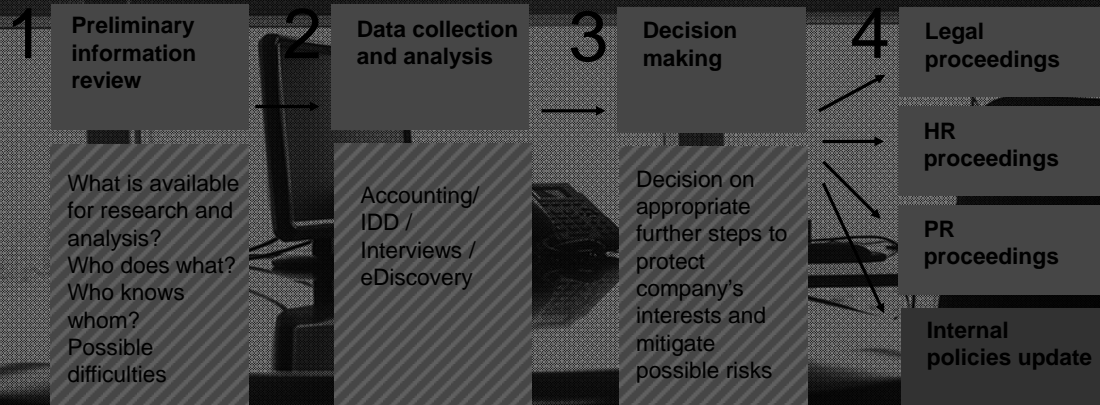 1
Preliminary
information
review
What is available
for research and
analysis?
Who does what?
Who knows
whom?
Possible
difficulties
2
Data collection
and analysis
Accounting/
IDD /
Interviews /
eDiscovery
3
Decision
making
Decision on
appropriate
further steps to
protect
company's
interests and
mitigate
possible risks
4
Legal
proceedings
HR
proceedings
PR
proceedings
Internal
policies update